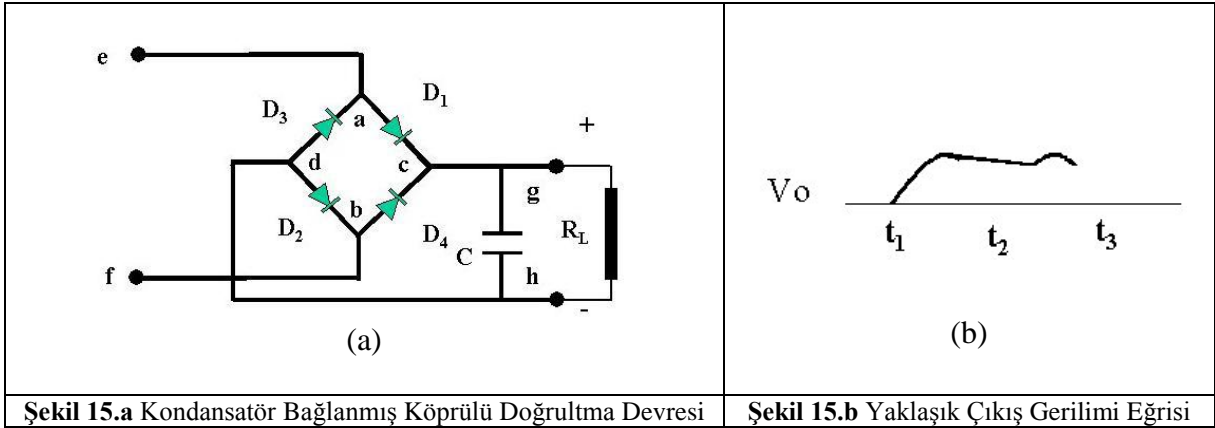 e
D3
a
D1
+
d
c
g
Vo
b
t1
t2
t3
D2
D4
C
RL
f
h
-
(a)
(b)
Şekil 15.a Kondansatör Bağlanmış Köprülü Doğrultma Devresi
Şekil 15.b Yaklaşık Çıkış Gerilimi Eğrisi